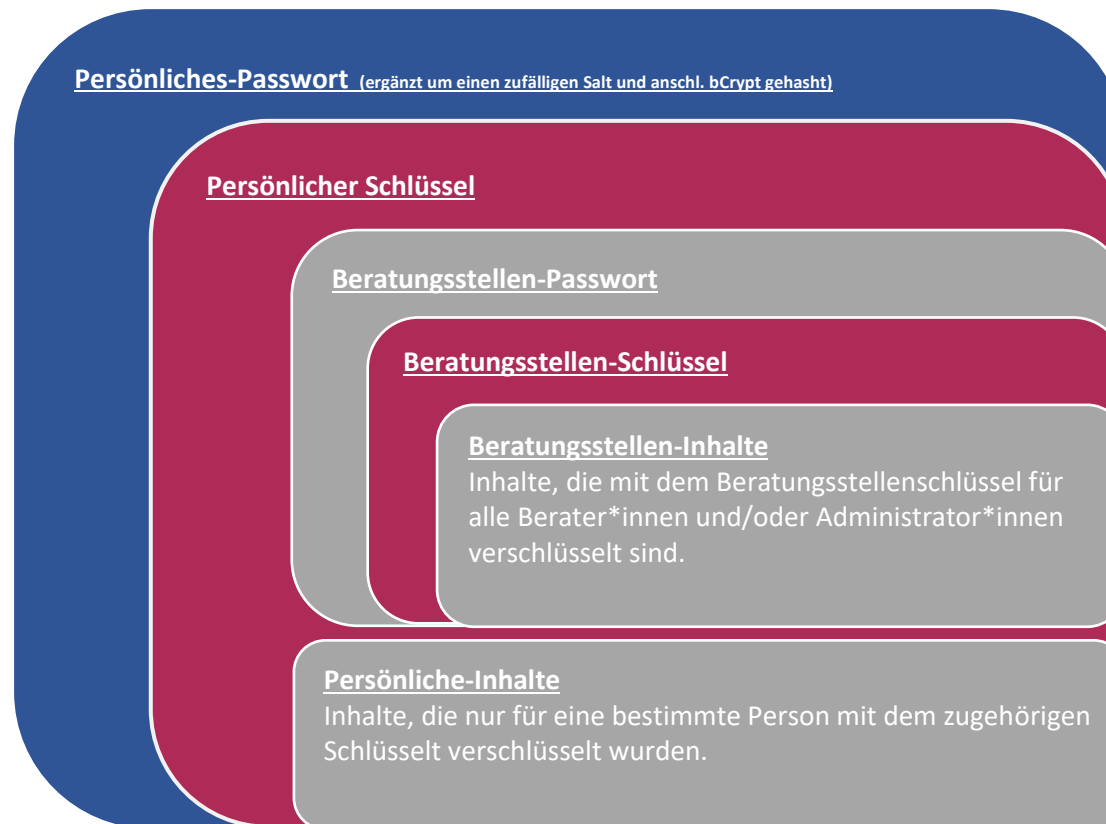 Persönliches-Passwort (ergänzt um einen zufälligen Salt und anschl. bCrypt gehasht)
Persönlicher Schlüssel
Beratungsstellen-Passwort
Beratungsstellen-Schlüssel
Beratungsstellen-Inhalte
Inhalte, die mit dem Beratungsstellenschlüssel für
alle Berater*innen und/oder Administrator*innen
verschlüsselt sind.
Persönliche-Inhalte
Inhalte, die nur für eine bestimmte Person mit dem zugehörigen
Schlüsselt verschlüsselt wurden.